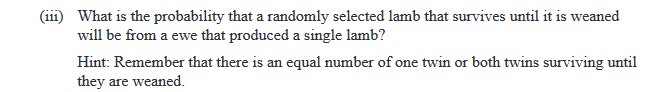 (iii) What is the probability that a randomly selected lamb that survives until it is weaned
will be from a ewe that produced a single lamb?
Hint: Remember that there is an equal number of one twin or both twins surviving until
they are weaned.